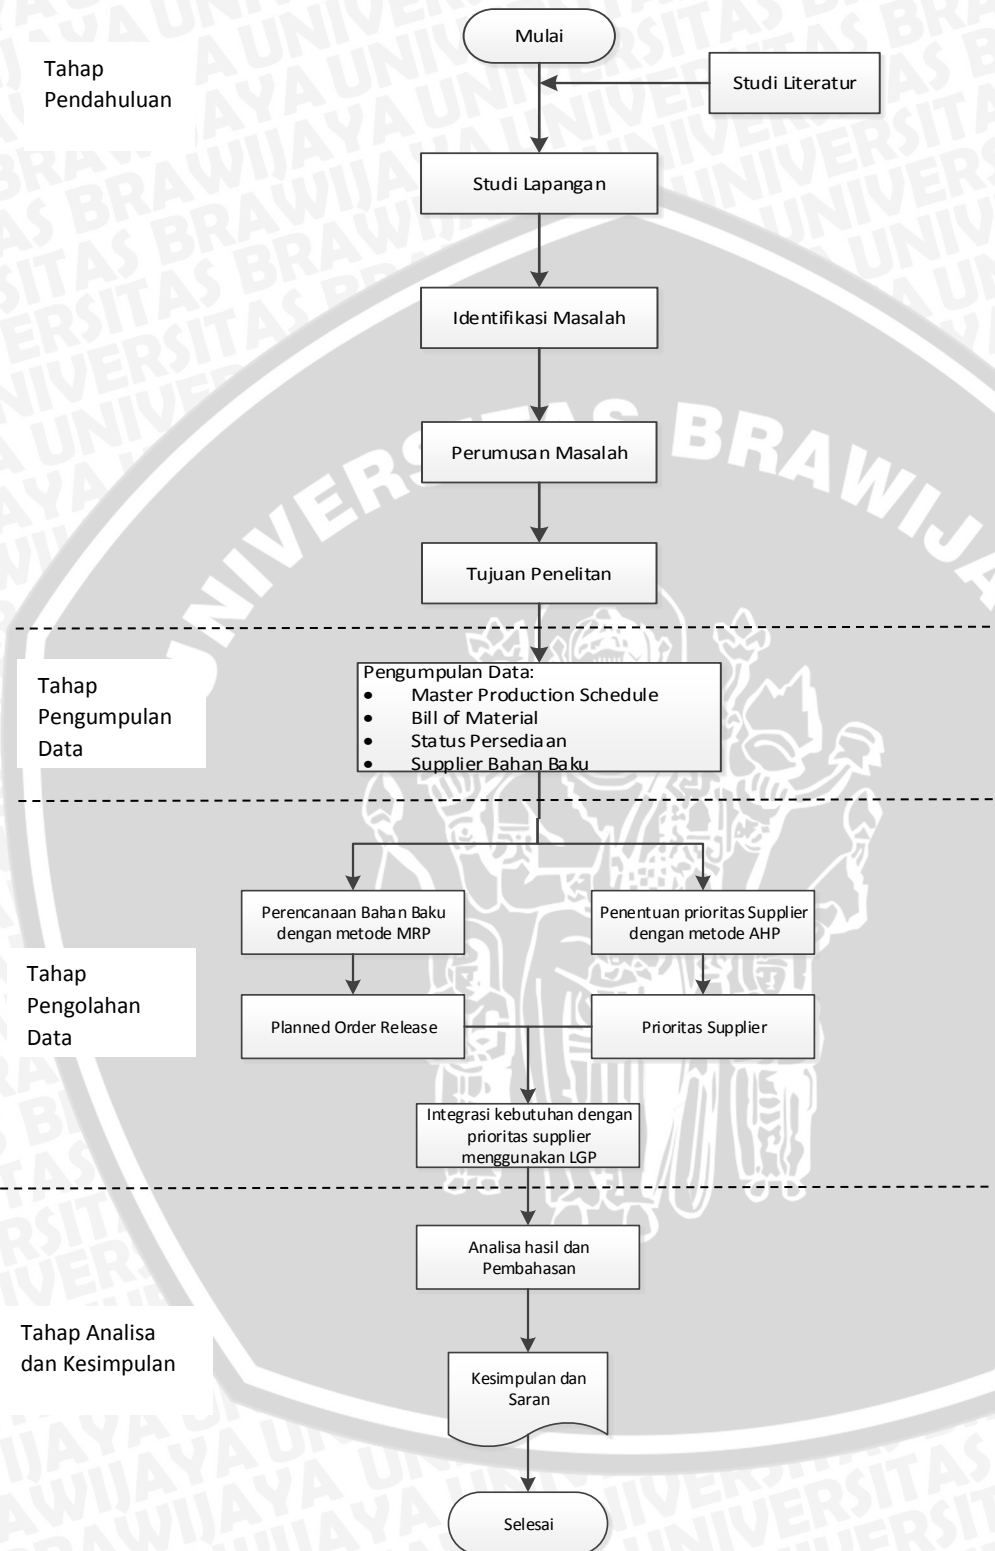 Mulai
Tahap
Pendahuluan
Studi Literatur
Studi Lapangan
Identifikasi Masalah
UNIVERSITAS BRAWIJA
Perumusan Masalah
Tujuan Penelitan
Tahap
Pengumpulan
Data
Pengumpulan Data:
• Master Production Schedule
• Bill of Material
• Status Persediaan
• Supplier Bahan Baku
Perencanaan Bahan Baku
dengan metode MRP
Penentuan prioritas Supplier
dengan metode AHP
Tahap
Pengolahan
Data
Planned Order Release
Prioritas Supplier
Integrasi kebutuhan dengan
prioritas supplier
menggunakan LGP
Analisa hasil dan
Pembahasan
Tahap Analisa
dan Kesimpulan
Kesimpulan dan
Saran
Selesai